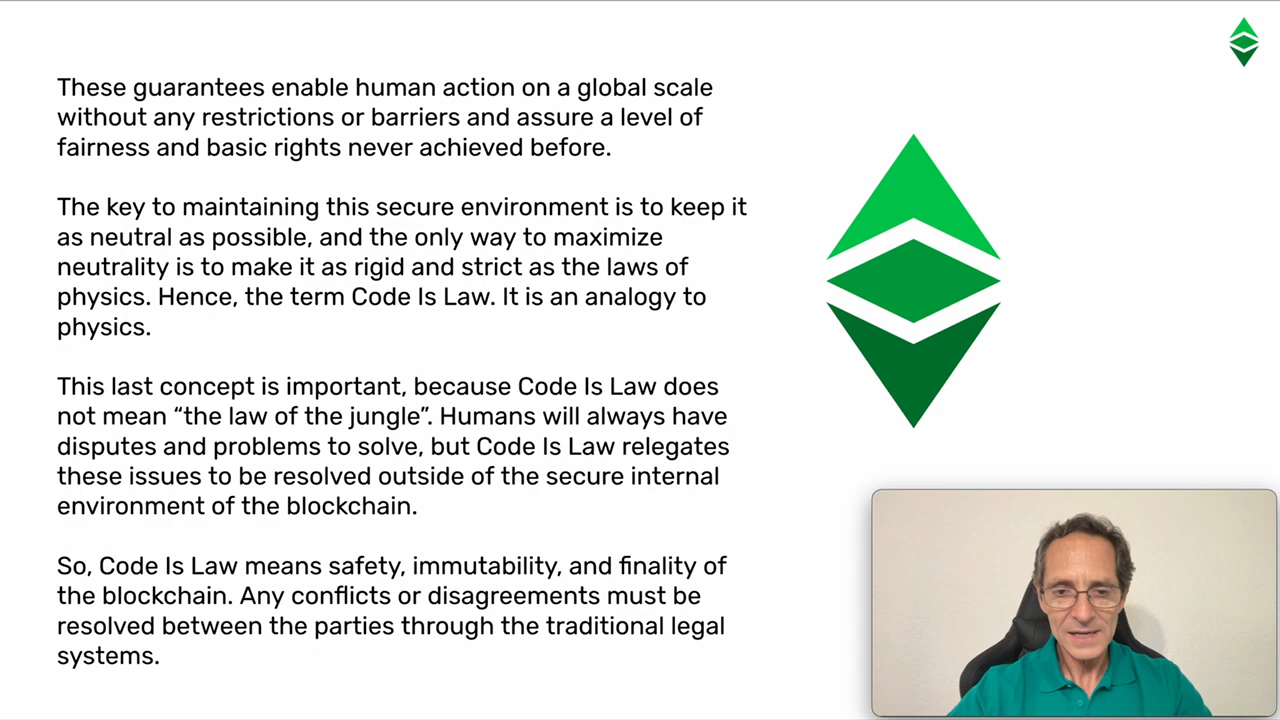 These guarantees enable human action on a global scale
without any restrictions or barriers and assure a level of
fairness and basic rights never achieved before.
The key to maintaining this secure environment is to keep it
as neutral as possible, and the only way to maximize
neutrality is to make it as rigid and strict as the laws of
physics. Hence, the term Code Is Law. It is an analogy to
physics.
This last concept is important, because Code Is Law does
not mean “the law of the jungle”. Humans will always have
disputes and problems to solve, but Code Is Law relegates
these issues to be resolved outside of the secure internal
environment of the blockchain.
So, Code Is Law means safety, immutability, and finality of
the blockchain. Any conflicts or disagreements must be
resolved between the parties through the traditional legal
systems.